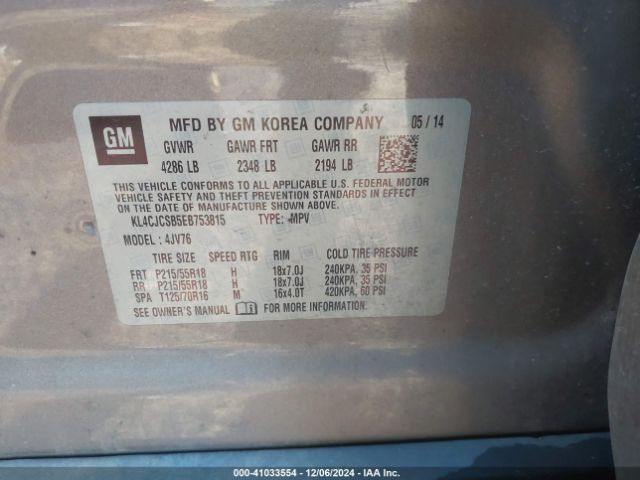 GM
MFD BY GM KOREA COMPANY 05 / 14
GVWR GAWR FRT GAWR RR
4286 LB 2348 LB 2194 LB
THIS VEHICLE CONFORMS TO ALL APPLICABLE U.S. FEDERAL MOTOR
VEHICLE SAFETY AND THEFT PREVENTION STANDARDS IN EFFECT
ON THE DATE OF MANUFACTURE SHOWN ABOVE.
KL4CJCSB5EB753815 TYPE: MPV
MODEL : 4JV76
TIRE SIZE SPEED RTG RIM COLD TIRE PRESSURE
FRT P215/55R18 H 18x7.0J 240KPA, 35 PSI
RR P215/55R18 H 18x7.0J 240KPA, 35 PSI
SPA T125/70R16 M 16x4.0T 420KPA, 60 PSI
SEE OWNER'S MANUAL FOR MORE INFORMATION.
000-41033554 - 12/06/2024 - IAA Inc.